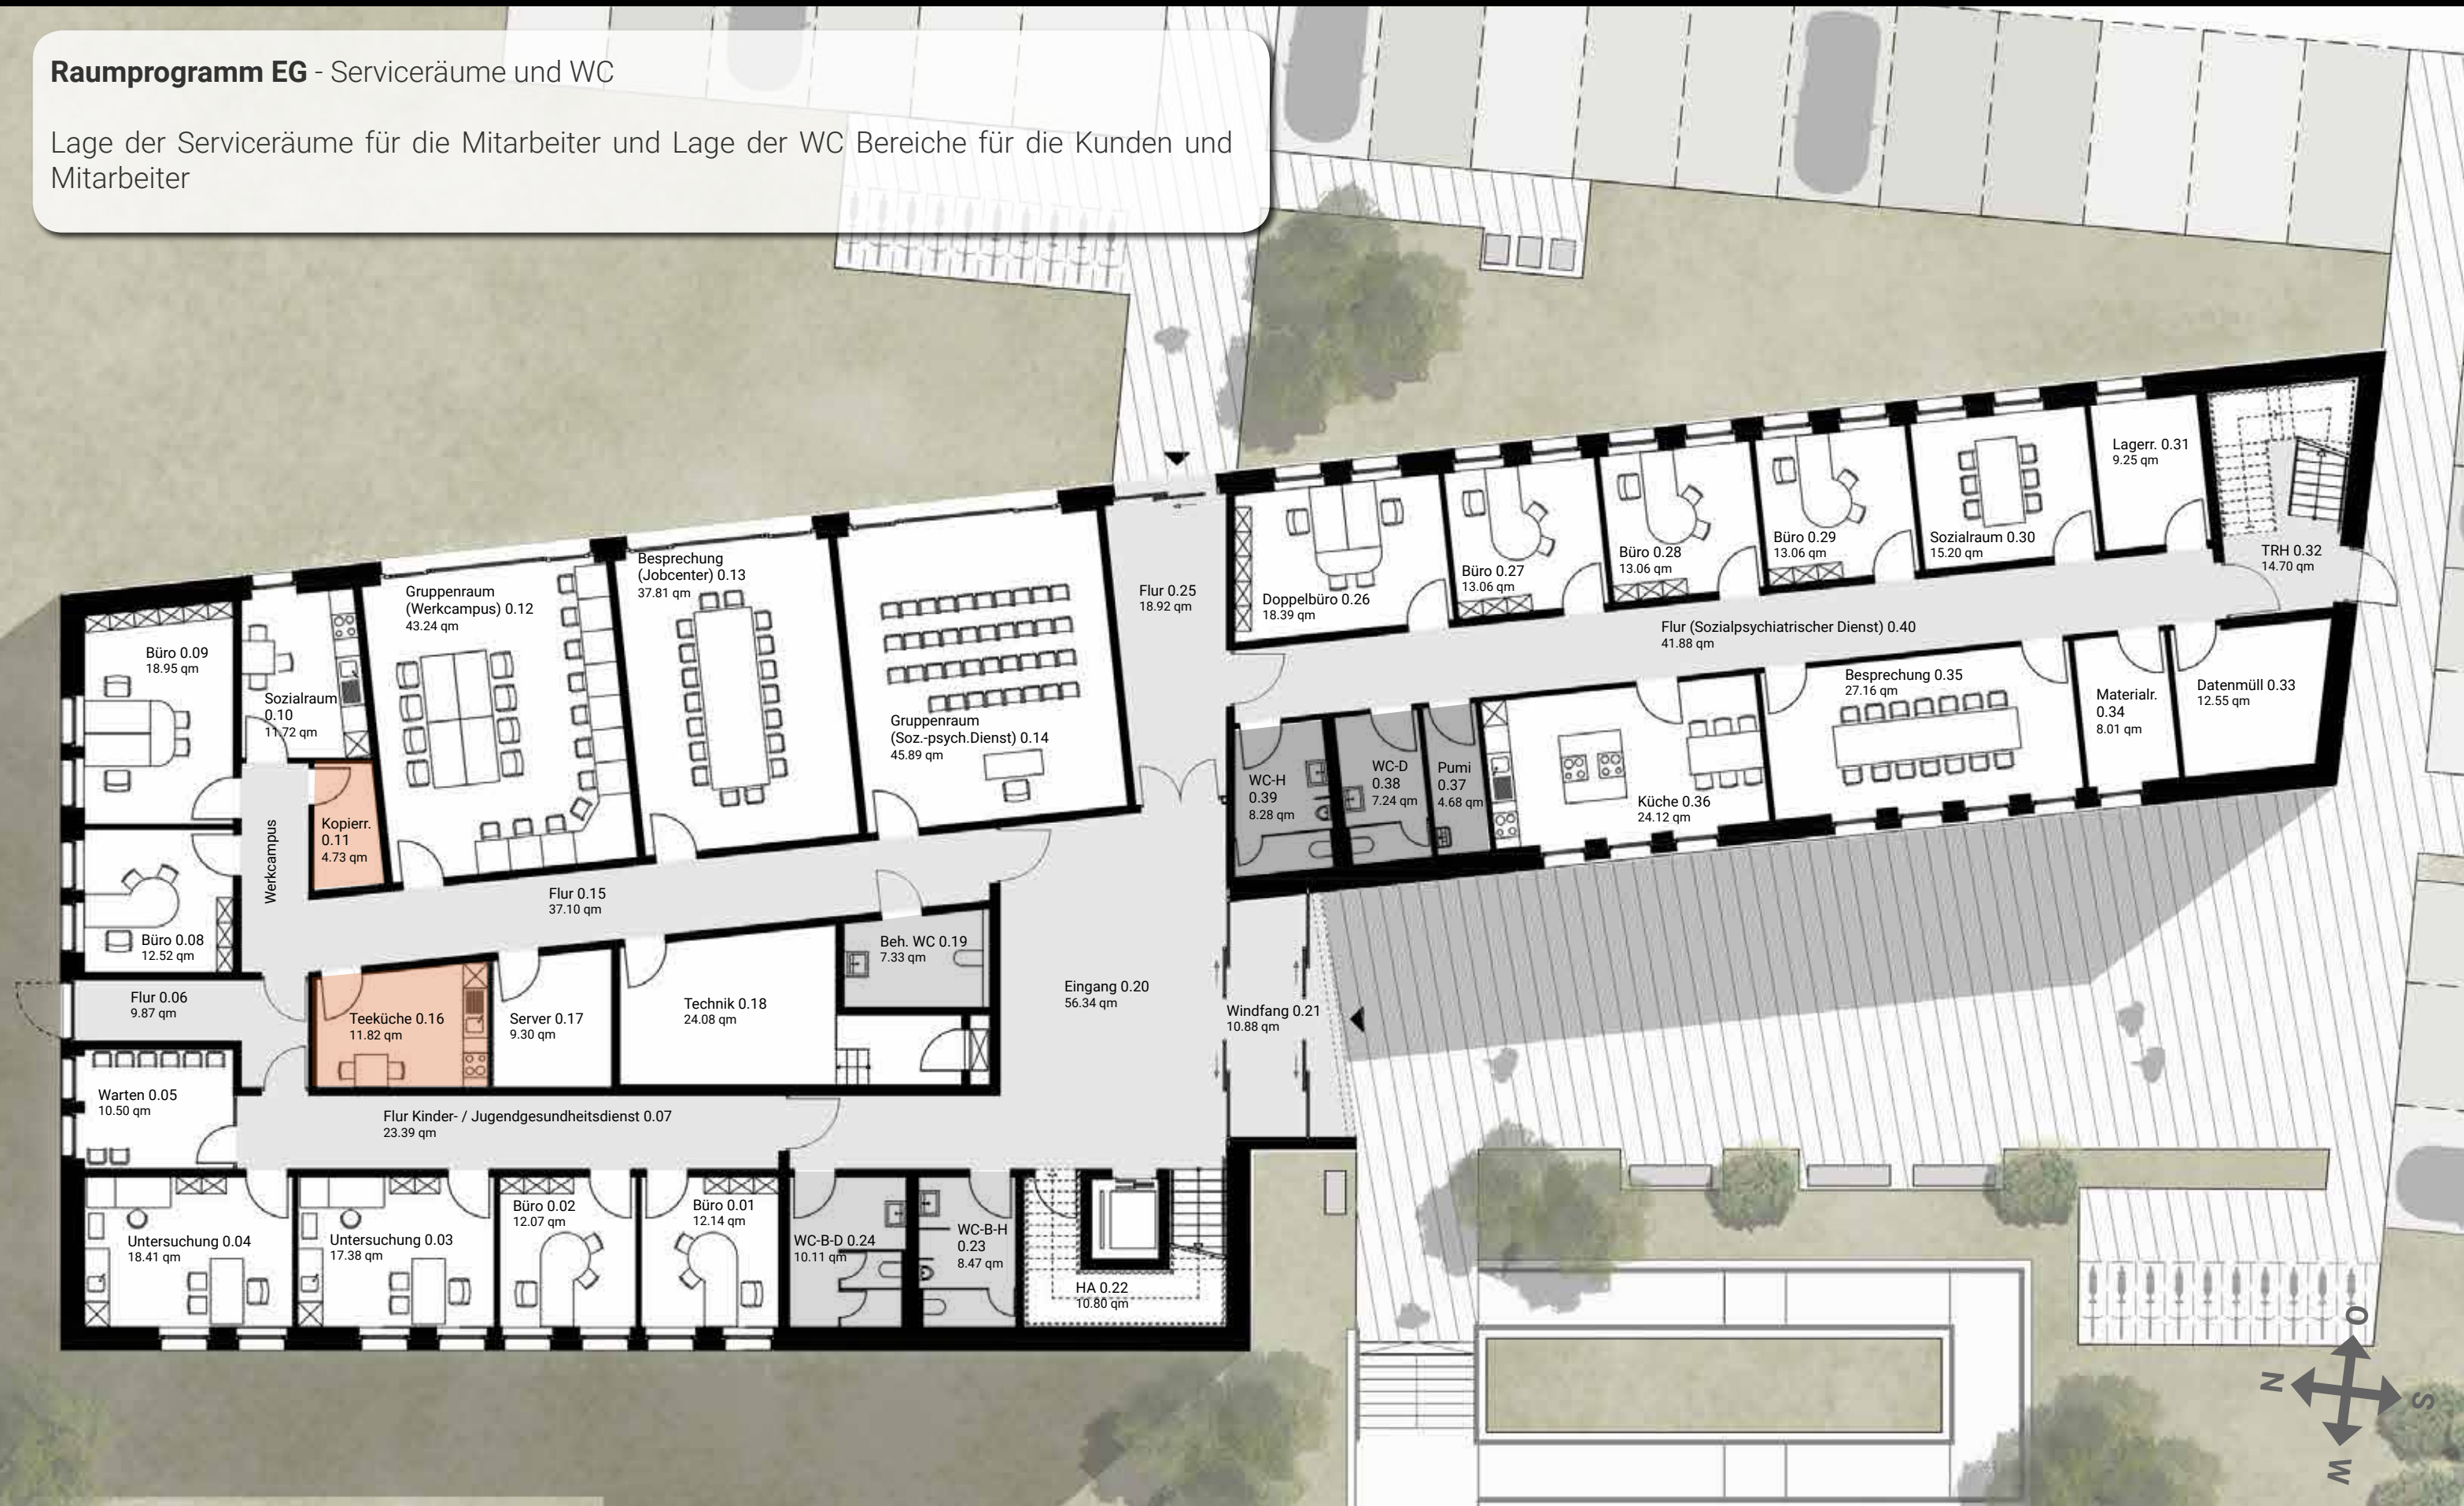 Raumprogramm EG - Serviceräume und WC
Lage der Serviceräume für die Mitarbeiter und Lage der WC Bereiche für die Kunden und
Mitarbeiter
Lagerr. 0.31
9.25 qm
TRH 0.32
14.70 qm
Sozialraum 0.30
15.20 qm
Büro 0.29
13.06 qm
Büro 0.28
13.06 qm
Büro 0.27
13.06 qm
Doppelbüro 0.26
18.39 qm
Flur 0.25
18.92 qm
Besprechung
(Jobcenter) 0.13
37.81 qm
Gruppenraum
(Werkcampus) 0.12
43.24 qm
Büro 0.09
18.95 qm
Sozialraum
0.10
11.72 qm
Gruppenraum
(Soz.-psych.Dienst) 0.14
45.89 qm
Flur (Sozialpsychiatrischer Dienst) 0.40
41.88 qm
Besprechung 0.35
27.16 qm
Materialr.
0.34
8.01 qm
Datenmüll 0.33
12.55 qm
WC-H
0.39
8.28 qm
WC-D
0.38
7.24 qm
Pumi
0.37
4.68 qm
Küche 0.36
24.12 qm
Kopierr.
0.11
4.73 qm
Werkcampus
Flur 0.15
37.10 qm
Büro 0.08
12.52 qm
Beh. WC 0.19
7.33 qm
Flur 0.06
9.87 qm
Teeküche 0.16
11.82 qm
Server 0.17
9.30 qm
Technik 0.18
24.08 qm
Eingang 0.20
56.34 qm
Windfang 0.21
10.88 qm
Warten 0.05
10.50 qm
Flur Kinder- / Jugendgesundheitsdienst 0.07
23.39 qm
Untersuchung 0.04
18.41 qm
Untersuchung 0.03
17.38 qm
Büro 0.02
12.07 qm
Büro 0.01
12.14 qm
WC-B-D 0.24
10.11 qm
WC-B-H
0.23
8.47 qm
HA 0.22
10.80 qm
O
N
S
W